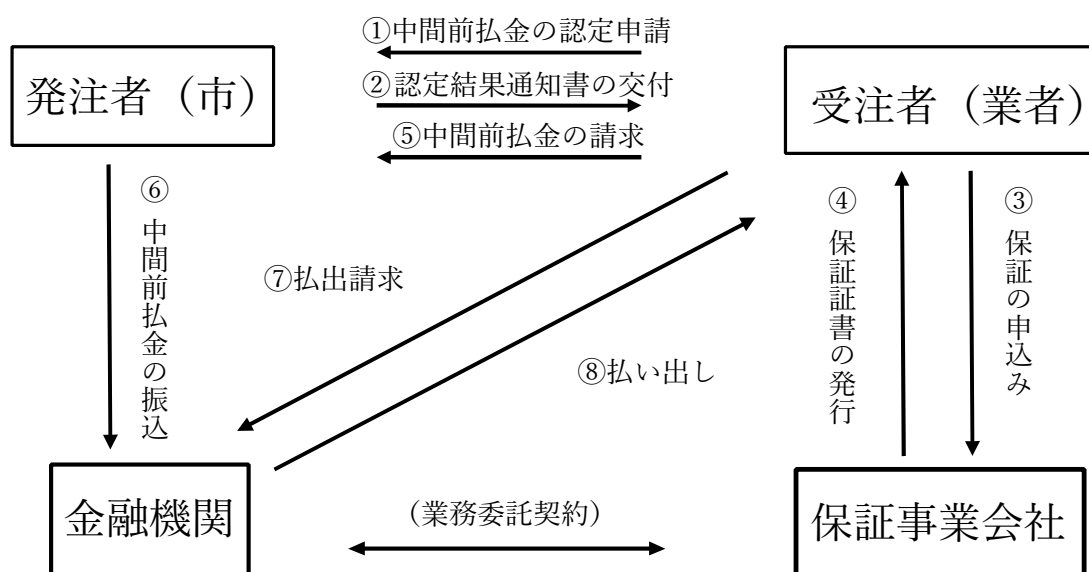 ①中間前払金の認定申請
発注者（市）
②認定結果通知書の交付
受注者（業者）
⑤中間前払金の請求
⑥中間前払金の振込
④保証証書の発行
③保証の申込み
⑦払出請求
⑧払い出し
金融機関
（業務委託契約）
保証事業会社